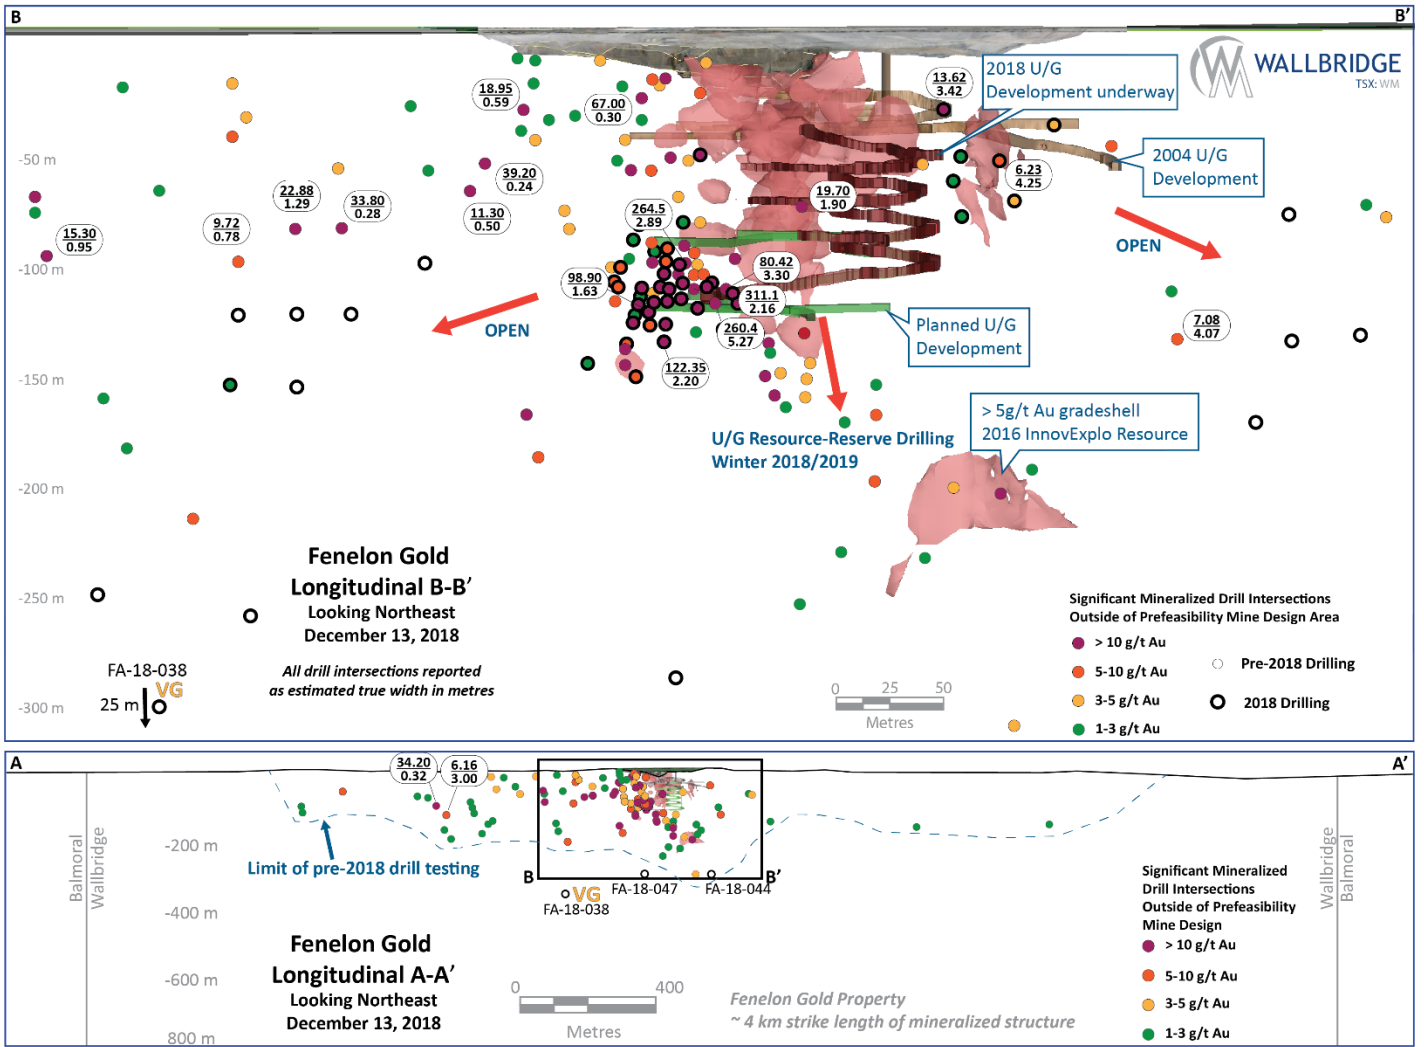 B
B’
WALLBRIDGE
TSX: WM
13.62
3.42
2018 U/G
Development underway
18.95
0.59
67.00
0.30
-50 m
2004 U/G
Development
39.20
0.24
6.23
4.25
22.88
1.29
33.80
0.28
19.70
1.90
264.5
2.89
11.30
0.50
9.72
0.78
15.30
0.95
OPEN
-100 m
80.42
3.30
98.90
1.63
311.1
2.16
OPEN
260.4
5.27
Planned U/G
Development
7.08
4.07
-150 m
122.35
2.20
> 5g/t Au gradeshell
2016 InnovExplo Resource
U/G Resource-Reserve Drilling
Winter 2018/2019
-200 m
Fenelon Gold
Longitudinal B-B’
Looking Northeast
December 13, 2018
-250 m
All drill intersections reported
as estimated true width in metres
FA-18-038
VG
25 m
-300 m
0 25 50
Metres
Significant Mineralized Drill Intersections
Outside of Prefeasibility Mine Design Area
> 10 g/t Au
5-10 g/t Au
3-5 g/t Au
1-3 g/t Au
Pre-2018 Drilling
2018 Drilling
A
A’
34.20
0.32
6.16
3.00
Balmoral
Wallbridge
-200 m
Limit of pre-2018 drill testing
B
B’
FA-18-047
FA-18-044
VG
FA-18-038
-400 m
-600 m
800 m
Fenelon Gold
Longitudinal A-A’
Looking Northeast
December 13, 2018
0 400
Metres
Fenelon Gold Property
~ 4 km strike length of mineralized structure
Wallbridge
Balmoral
Significant Mineralized
Drill Intersections
Outside of Prefeasibility
Mine Design
> 10 g/t Au
5-10 g/t Au
3-5 g/t Au
1-3 g/t Au